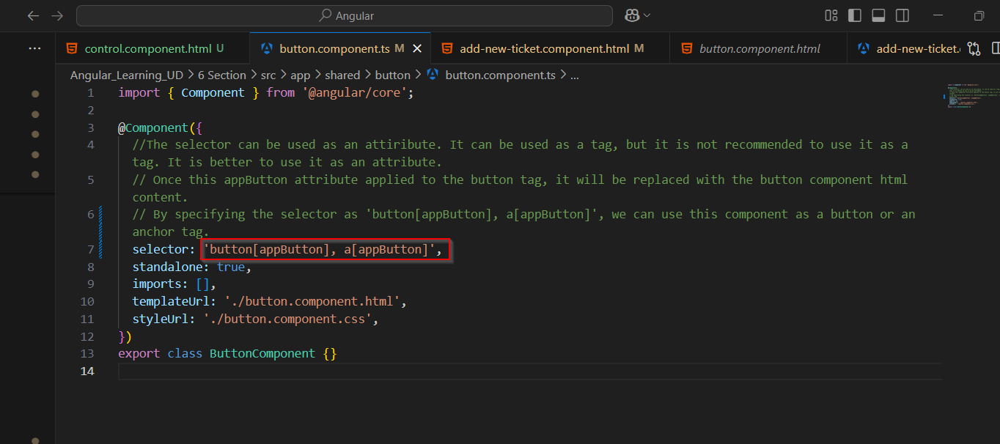 Angular
control.component.html U
button.component.ts M
add-new-ticket.component.html M
button.component.html
add-new-ticket.
Angular_Learning_UD > 6 Section > src > app > shared > button > button.component.ts > ...
1 import { Component } from '@angular/core';
2
3 @Component({
4 //The selector can be used as an attiribute. It can be used as a tag, but it is not recommended to use it as a
tag. It is better to use it as an attribute.
5 // Once this appButton attribute applied to the button tag, it will be replaced with the button component html
content.
6 // By specifying the selector as 'button[appButton], a[appButton]', we can use this component as a button or an
anchor tag.
7 selector: 'button[appButton], a[appButton]',
8 standalone: true,
9 imports: [],
10 templateUrl: './button.component.html',
11 styleUrl: './button.component.css',
12 })
13 export class ButtonComponent {}
14